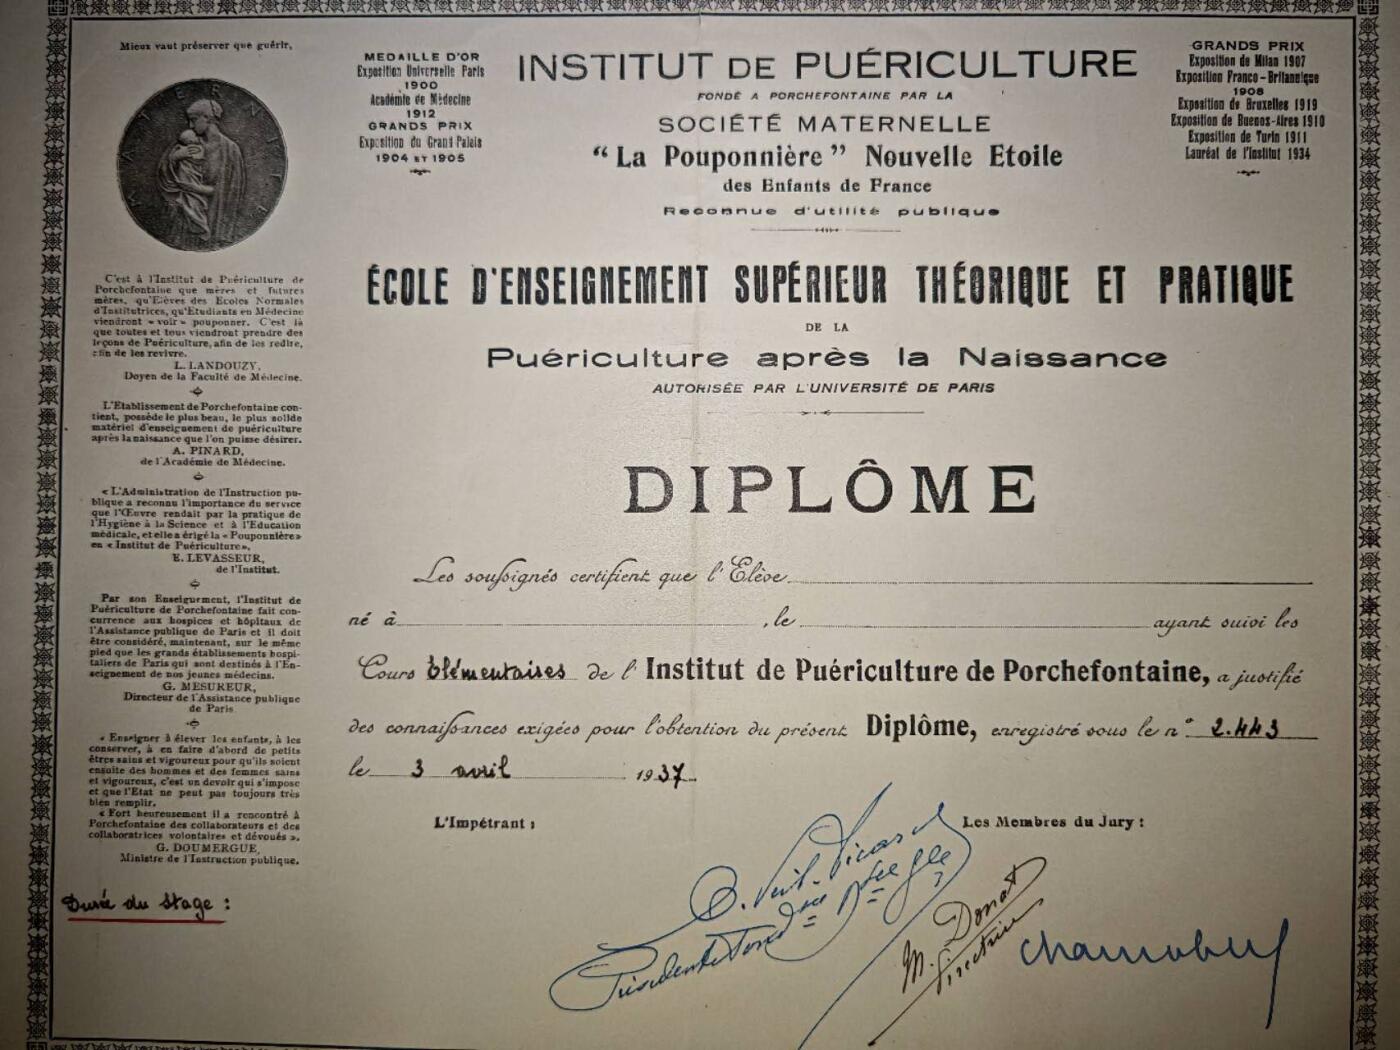 Mieux vaut préserver que guérir,
MATERNITE
C'est à l'Institut de Puériculture de
Porchefontaine que mères et futures
mères, qu'Elèves des Ecoles Normales
d'Institutrices, qu'Etudiants en Médecine
viendront « voir » pouponner. C'est là
que toutes et tous viendront prendre des
leçons de Puériculture, afin de les redire,
afin de les revivre.
L. LANDOUZY,
Doyen de la Faculté de Médecine.
L'Etablissement de Porchefontaine con-
tient, possède le plus beau, le plus solide
matériel d'enseignement de puériculture
après la naissance que l'on puisse désirer.
A. PINARD,
de l'Académie de Médecine.
« L'Administration de l'Instruction pu-
blique a reconnu l'importance du service
que l'Œuvre rendait par la pratique de
l'Hygiène à la Science et à l'Education
médicale, et elle a érigé la « Pouponnière»
en « Institut de Puériculture»,
E. LEVASSEUR,
de l'Institut.
Par son Enseigement, l'Institut de
Puériculture de Porchefontaine fait con-
currence aux hospices et hôpitaux de
l'Assistance publique de Paris et il doit
être considéré, maintenant, sur le même
pied que les grands établissements hospi-
taliers de Paris qui sont destinés à l'En-
seignement de nos jeunes médecins.
G. MESUREUR,
Directeur de l'Assistance publique
de Paris
« Enseigner à élever les enfants, à les
conserver, à en faire d'abord de petits
êtres sains et vigoureux pour qu'ils soient
ensuite des hommes et des femmes sains
et vigoureux, c'est un devoir qui s'impose
et que l'Etat ne peut pas toujours très
bien remplir.
« Fort heureusement il a rencontré à
Porchefontaine des collaborateurs et des
collaboratrices volontaires et dévoués ».
G. DOUMERGUE,
Ministre de l'Instruction publique.
Durée du stage :
MEDAILLE D'OR
Exposition Universelle Paris
1900
Académie de Médecine
1912
GRANDS PRIX
Exposition du Grand Palais
1904 ET 1905
INSTITUT DE PUÉRICULTURE
FONDÉ A PORCHEFONTAINE PAR LA
SOCIÉTÉ MATERNELLE
“ La Pouponnière ” Nouvelle Etoile
des Enfants de France
Reconnue d'utilité publique
GRANDS PRIX
Exposition de Milan 1907
Exposition Franco-Britannique
1908
Exposition de Bruxelles 1919
Exposition de Buenos-Aires 1910
Exposition de Turin 1911
Lauréat de l'Institut 1934
ÉCOLE D'ENSEIGNEMENT SUPÉRIEUR THÉORIQUE ET PRATIQUE
DE LA
Puériculture après la Naissance
AUTORISÉE PAR L'UNIVERSITÉ DE PARIS
DIPLÔME
Les soussignés certifient que l'Elève
né à , le ayant suivi les
Cours Elémentaires de l'Institut de Puériculture de Porchefontaine, a justifié
des connaissances exigées pour l'obtention du présent Diplôme, enregistré sous le n° 2.443
le 3 avril 1937
L'Impétrant :
Les Membres du Jury :
Présidente
M. Donat
Directrice